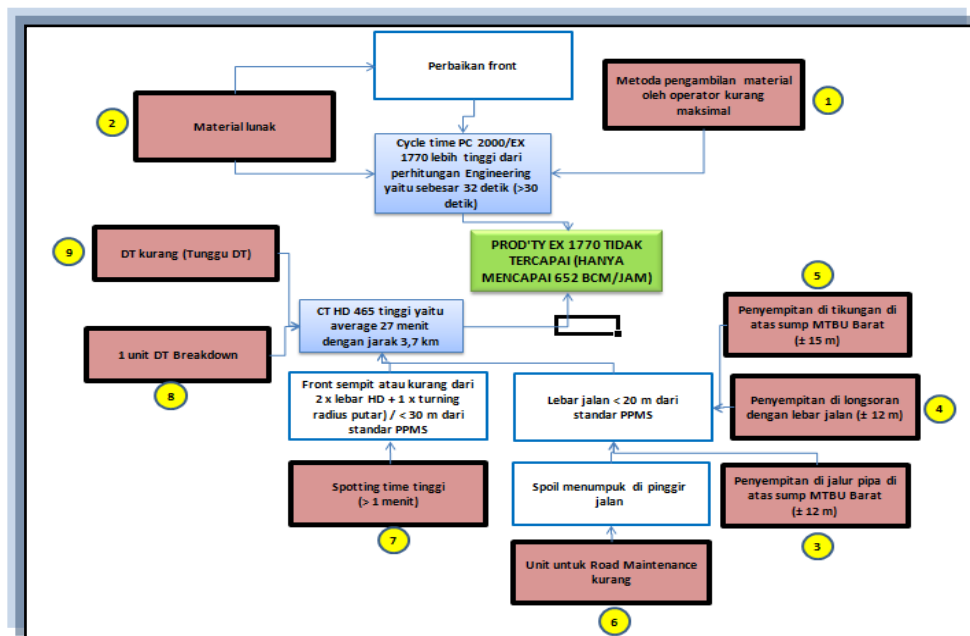 Perbaikan front
Metoda pengambilan material
oleh operator kurang
maksimal
1
2
Material lunak
Cycle time PC 2000/EX
1770 lebih tinggi dari
perhitungan Engineering
yaitu sebesar 32 detik (>30
detik)
9
DT kurang (Tunggu DT)
PROD'TY EX 1770 TIDAK
TERCAPAI (HANYA
MENCAPAI 652 BCM/JAM)
5
Penyempitan di tikungan di
atas sump MTBU Barat
(± 15 m)
CT HD 465 tinggi yaitu
average 27 menit
dengan jarak 3,7 km
1 unit DT Breakdown
8
Front sempit atau kurang dari
2 x lebar HD + 1 x turning
radius putar) / < 30 m dari
standar PPMS
Lebar jalan < 20 m dari
standar PPMS
Penyempitan di longsoran
dengan lebar jalan (± 12 m)
4
Spotting time tinggi
(> 1 menit)
7
Spoil menumpuk di pinggir
jalan
Penyempitan di jalur pipa di
atas sump MTBU Barat
(± 12 m)
3
Unit untuk Road Maintenance
kurang
6